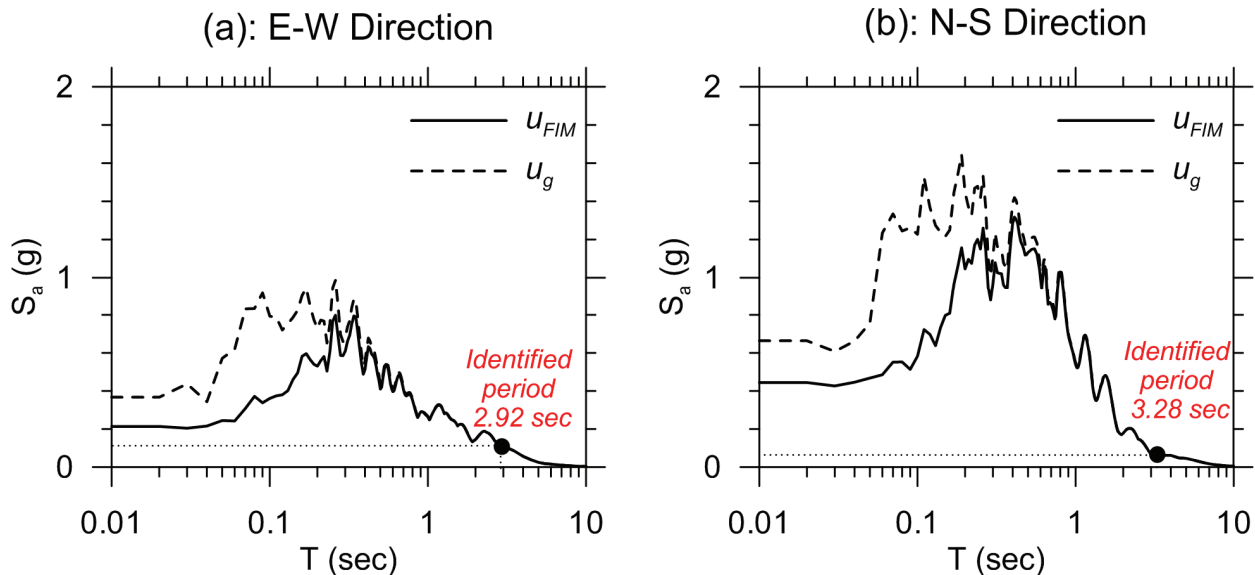 (a): E-W Direction
2
1
0
S_a (g)
u_FIM
u_g
Identified
period
2.92 sec
0.01
0.1
1
10
T (sec)
(b): N-S Direction
2
1
0
S_a (g)
u_FIM
u_g
Identified
period
3.28 sec
0.01
0.1
1
10
T (sec)